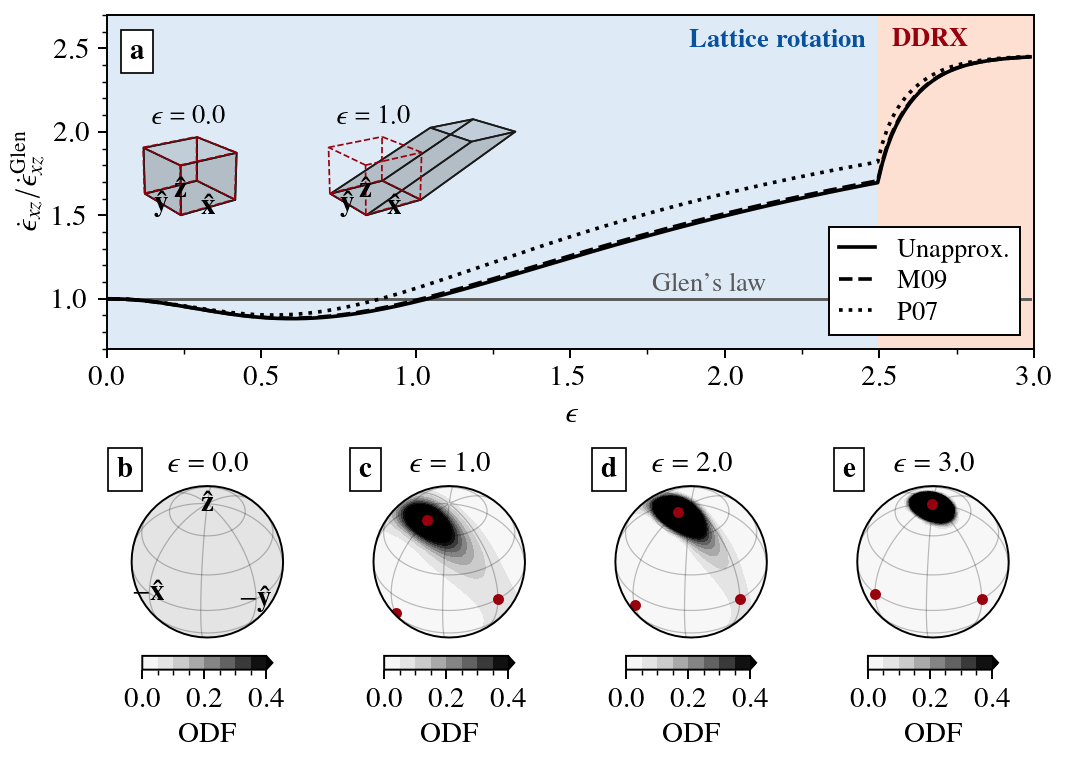 a
Lattice rotation
DDRX
2.5
2.0
1.5
1.0
ϵ̇xz/ϵ̇xz^Glen
ϵ = 0.0
ẑ
ŷ
x̂
ϵ = 1.0
ẑ
ŷ
x̂
Glen's law
Unapprox.
M09
P07
0.0 0.5 1.0 1.5 2.0 2.5 3.0
ϵ
b ϵ = 0.0
ẑ
−x̂
−ŷ
0.0 0.2 0.4
ODF
c ϵ = 1.0
0.0 0.2 0.4
ODF
d ϵ = 2.0
0.0 0.2 0.4
ODF
e ϵ = 3.0
0.0 0.2 0.4
ODF